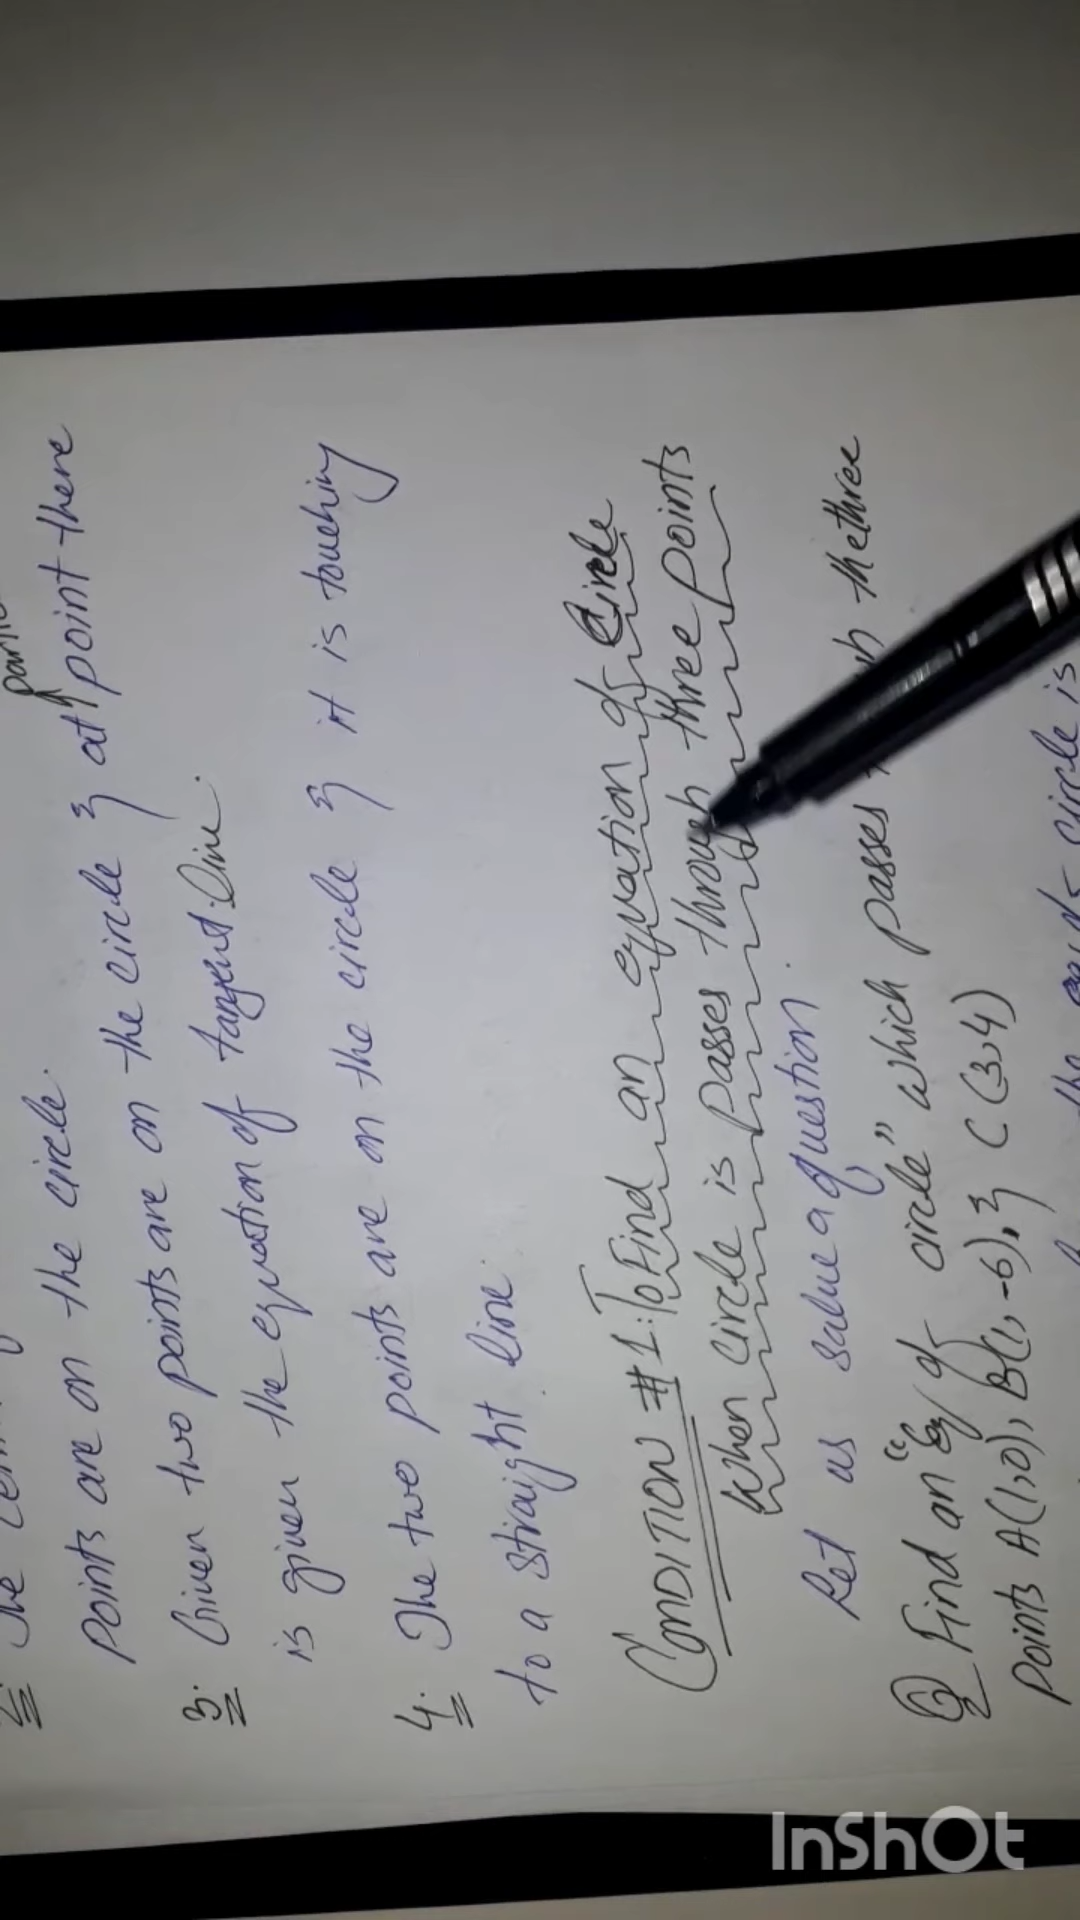 points are on the circle.
3. Given two points are on the circle & at point there
is given the equation of tangent line.
4. The two points are on the circle & it is touching
to a straight line.
CONDITION #1: To Find an equation of Circle
when circle is Passes through three points
Let us solve a question.
Q Find an "Eq of circle" which passes the three
points A(1,0), B(1,-6), & C(3,4)
circle is
InShOt